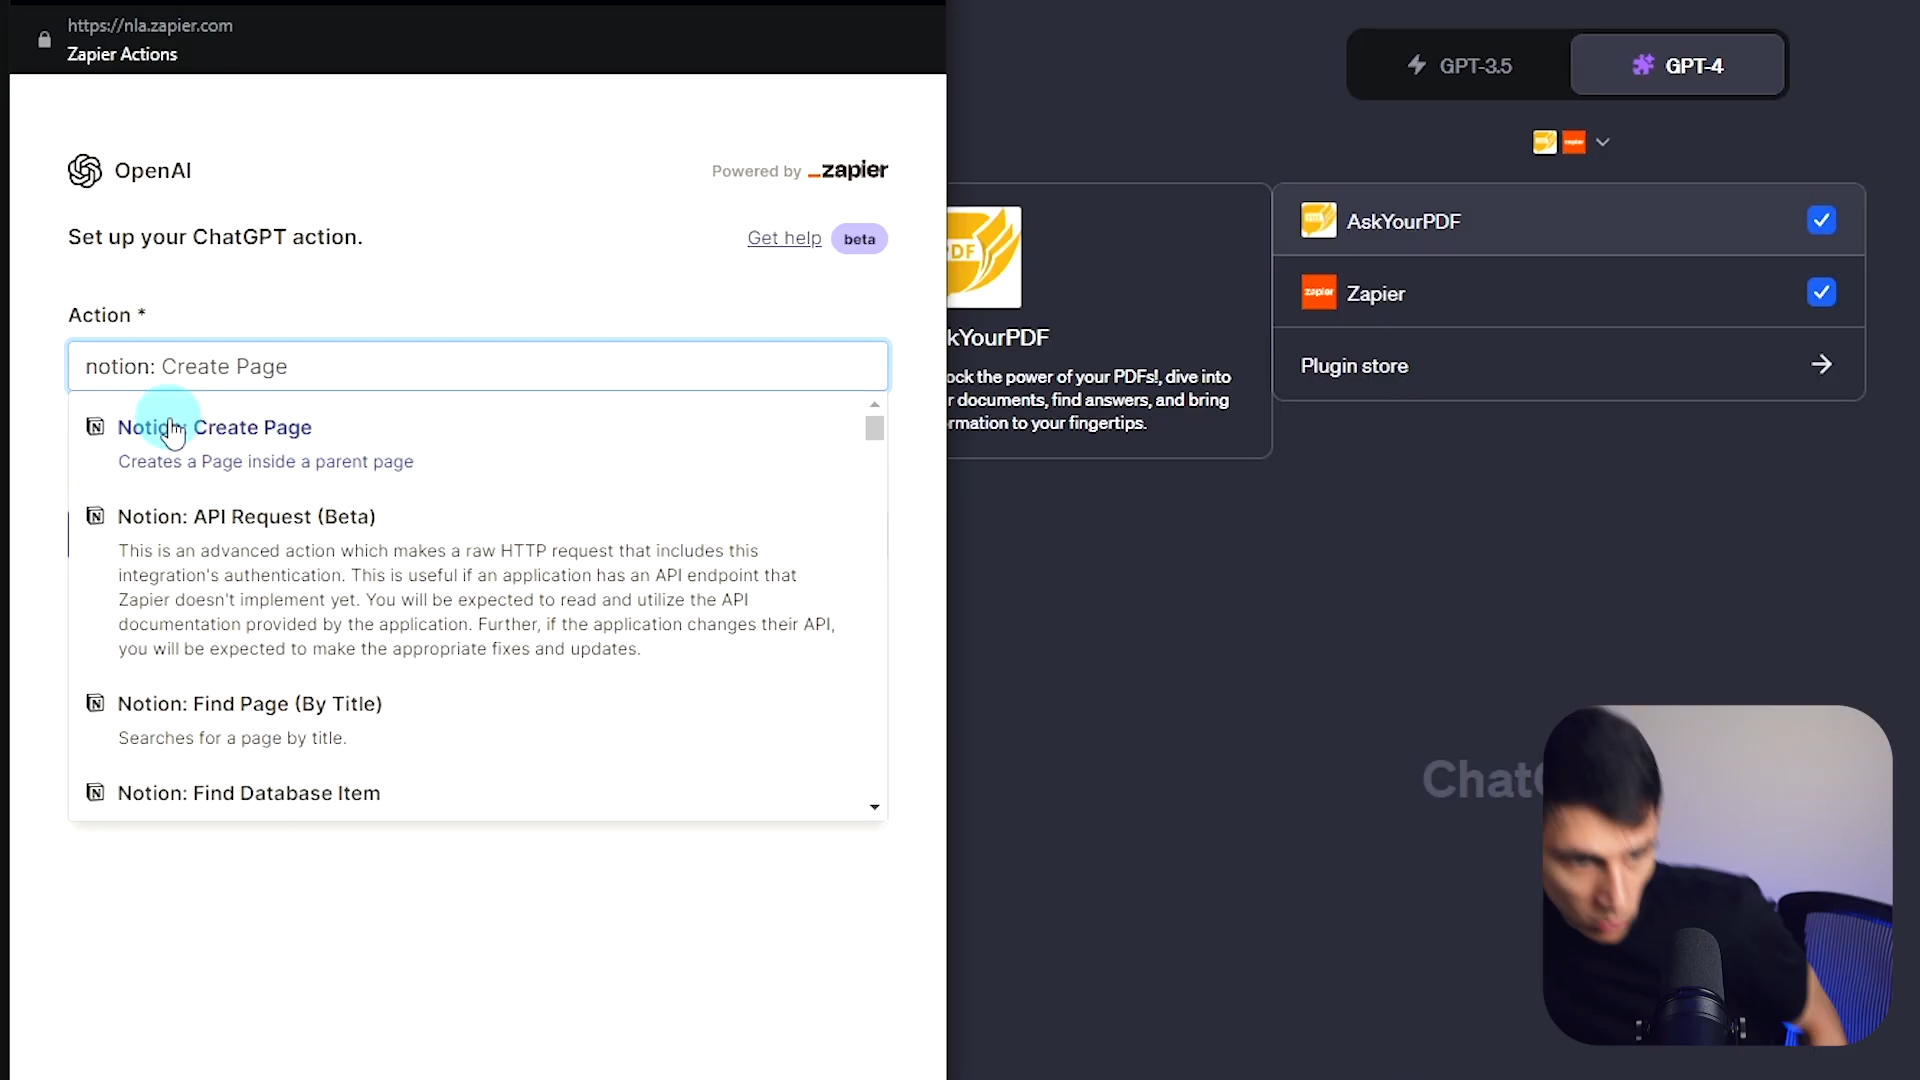 https://nla.zapier.com
Zapier Actions
OpenAI
Powered by zapier
Set up your ChatGPT action.
Get help
beta
Action *
notion: Create Page
Notion: Create Page
Creates a Page inside a parent page
Notion: API Request (Beta)
This is an advanced action which makes a raw HTTP request that includes this
integration's authentication. This is useful if an application has an API endpoint that
Zapier doesn't implement yet. You will be expected to read and utilize the API
documentation provided by the application. Further, if the application changes their API,
you will be expected to make the appropriate fixes and updates.
Notion: Find Page (By Title)
Searches for a page by title.
Notion: Find Database Item
GPT-3.5
GPT-4
DF
kYourPDF
ock the power of your PDFs!, dive into
r documents, find answers, and bring
rmation to your fingertips.
AskYourPDF
zapier
Zapier
Plugin store
Chat